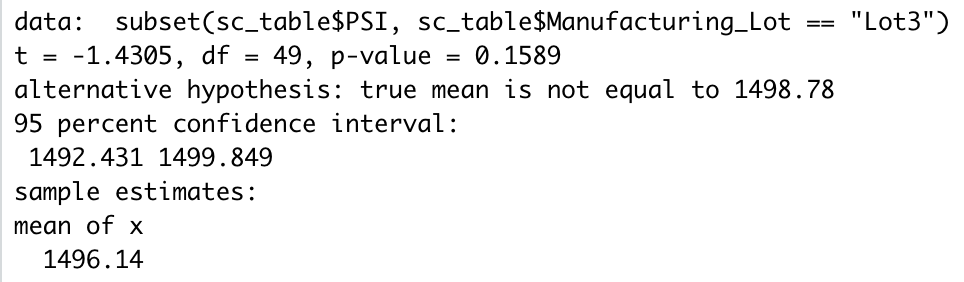 data:  subset(sc_table$PSI, sc_table$Manufacturing_Lot == "Lot3")
t = -1.4305, df = 49, p-value = 0.1589
alternative hypothesis: true mean is not equal to 1498.78
95 percent confidence interval:
 1492.431 1499.849
sample estimates:
mean of x
  1496.14